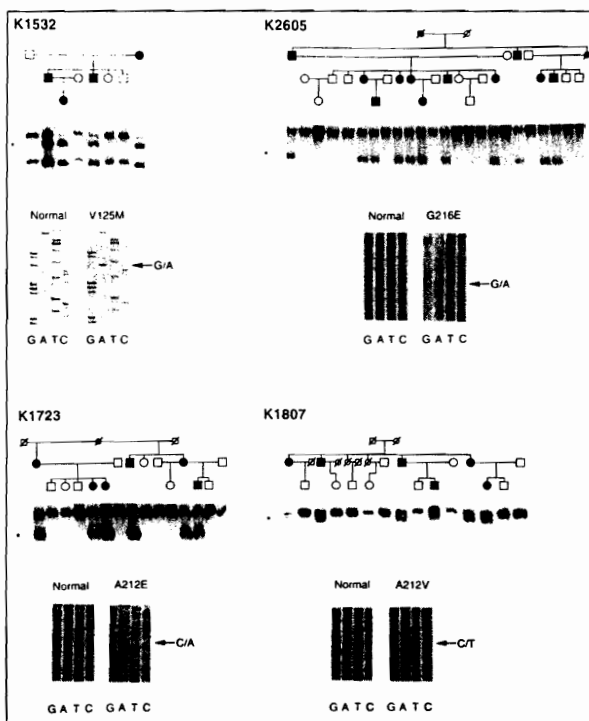 K1532
K2605
Normal V125M
G/A
G A T C
Normal G216E
G/A
G A T C G A T C
K1723
K1807
Normal A212E
C/A
G A T C G A T C
Normal A212V
C/T
G A T C G A T C